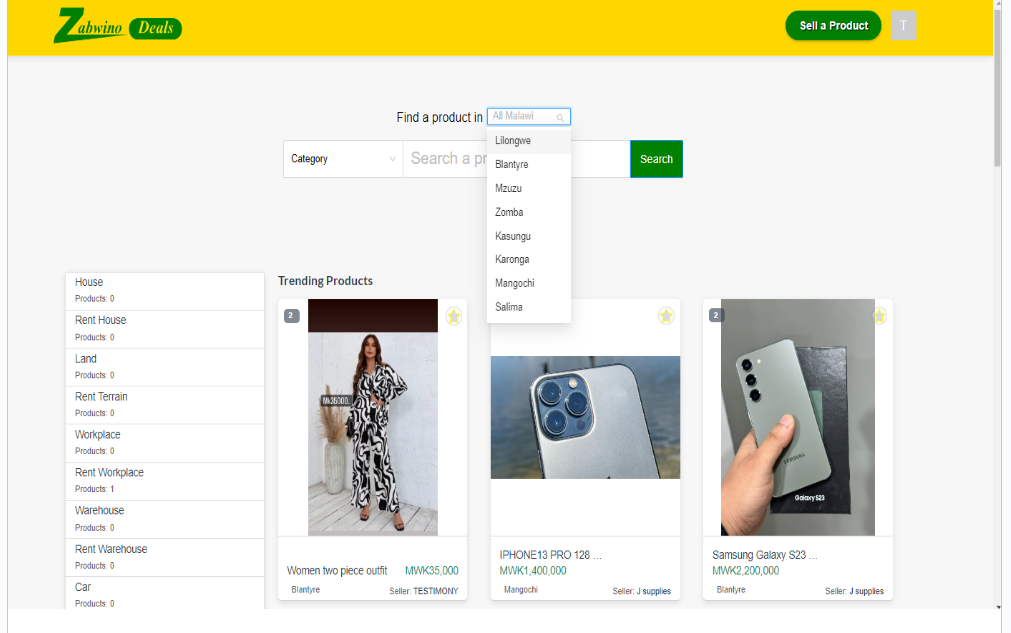 Zabwino Deals
Sell a Product
T
Find a product in All Malawi
Category
Search a pr
Search
Lilongwe
Blantyre
Mzuzu
Zomba
Kasungu
Karonga
Mangochi
Salima
House
Products: 0
Rent House
Products: 0
Land
Products: 0
Rent Terrain
Products: 0
Workplace
Products: 0
Rent Workplace
Products: 1
Warehouse
Products: 0
Rent Warehouse
Products: 0
Car
Products: 0
Trending Products
2
Mk35000..
Women two piece outfit MWK35,000
Blantyre Seller: TESTIMONY
IPHONE13 PRO 128 ...
MWK1,400,000
Mangochi Seller: J supplies
2
SAMSUNG
Galaxy S23
Samsung Galaxy S23 ...
MWK2,200,000
Blantyre Seller: J supplies